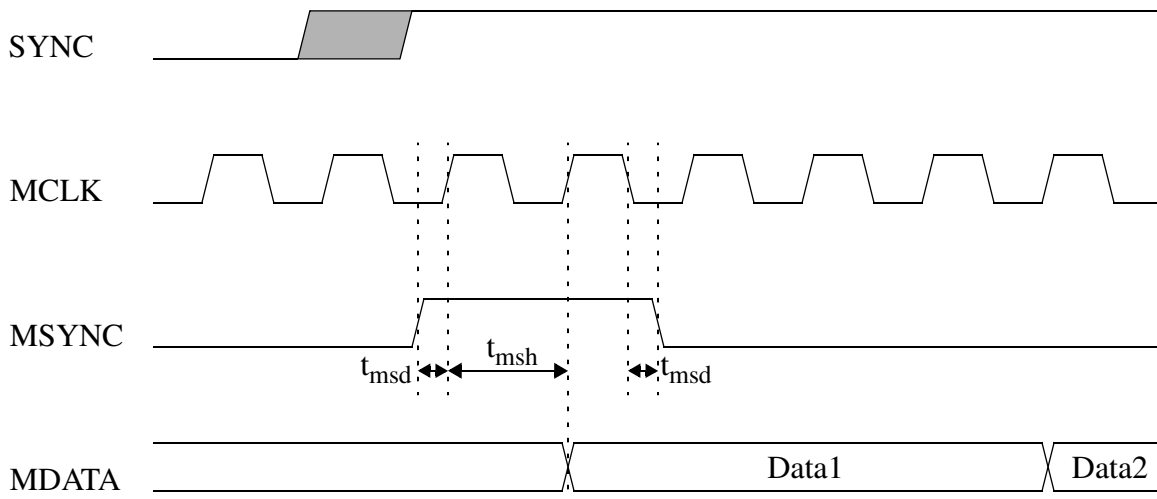 SYNC
MCLK
MSYNC
tmsd tmsh tmsd
MDATA Data1 Data2